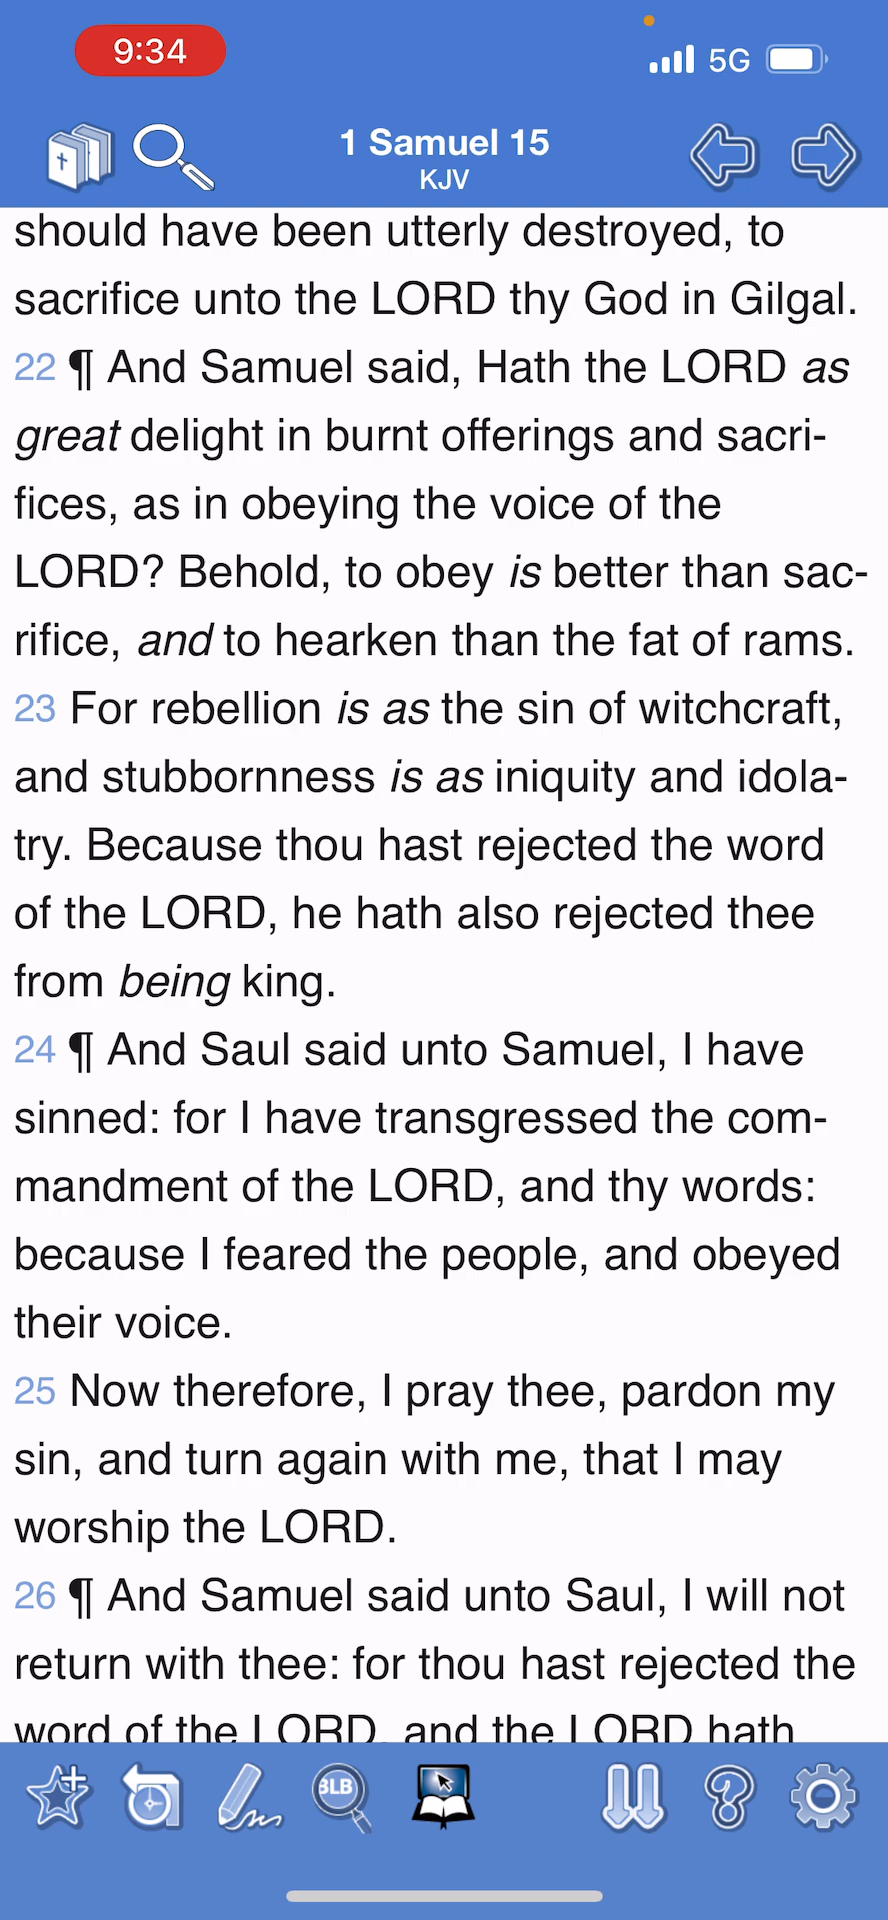 9:34
5G
1 Samuel 15
KJV
should have been utterly destroyed, to
sacrifice unto the LORD thy God in Gilgal.
22 ¶ And Samuel said, Hath the LORD as
great delight in burnt offerings and sacri-
fices, as in obeying the voice of the
LORD? Behold, to obey is better than sac-
rifice, and to hearken than the fat of rams.
23 For rebellion is as the sin of witchcraft,
and stubbornness is as iniquity and idola-
try. Because thou hast rejected the word
of the LORD, he hath also rejected thee
from being king.
24 ¶ And Saul said unto Samuel, I have
sinned: for I have transgressed the com-
mandment of the LORD, and thy words:
because I feared the people, and obeyed
their voice.
25 Now therefore, I pray thee, pardon my
sin, and turn again with me, that I may
worship the LORD.
26 ¶ And Samuel said unto Saul, I will not
return with thee: for thou hast rejected the
word of the LORD, and the LORD hath
BLB